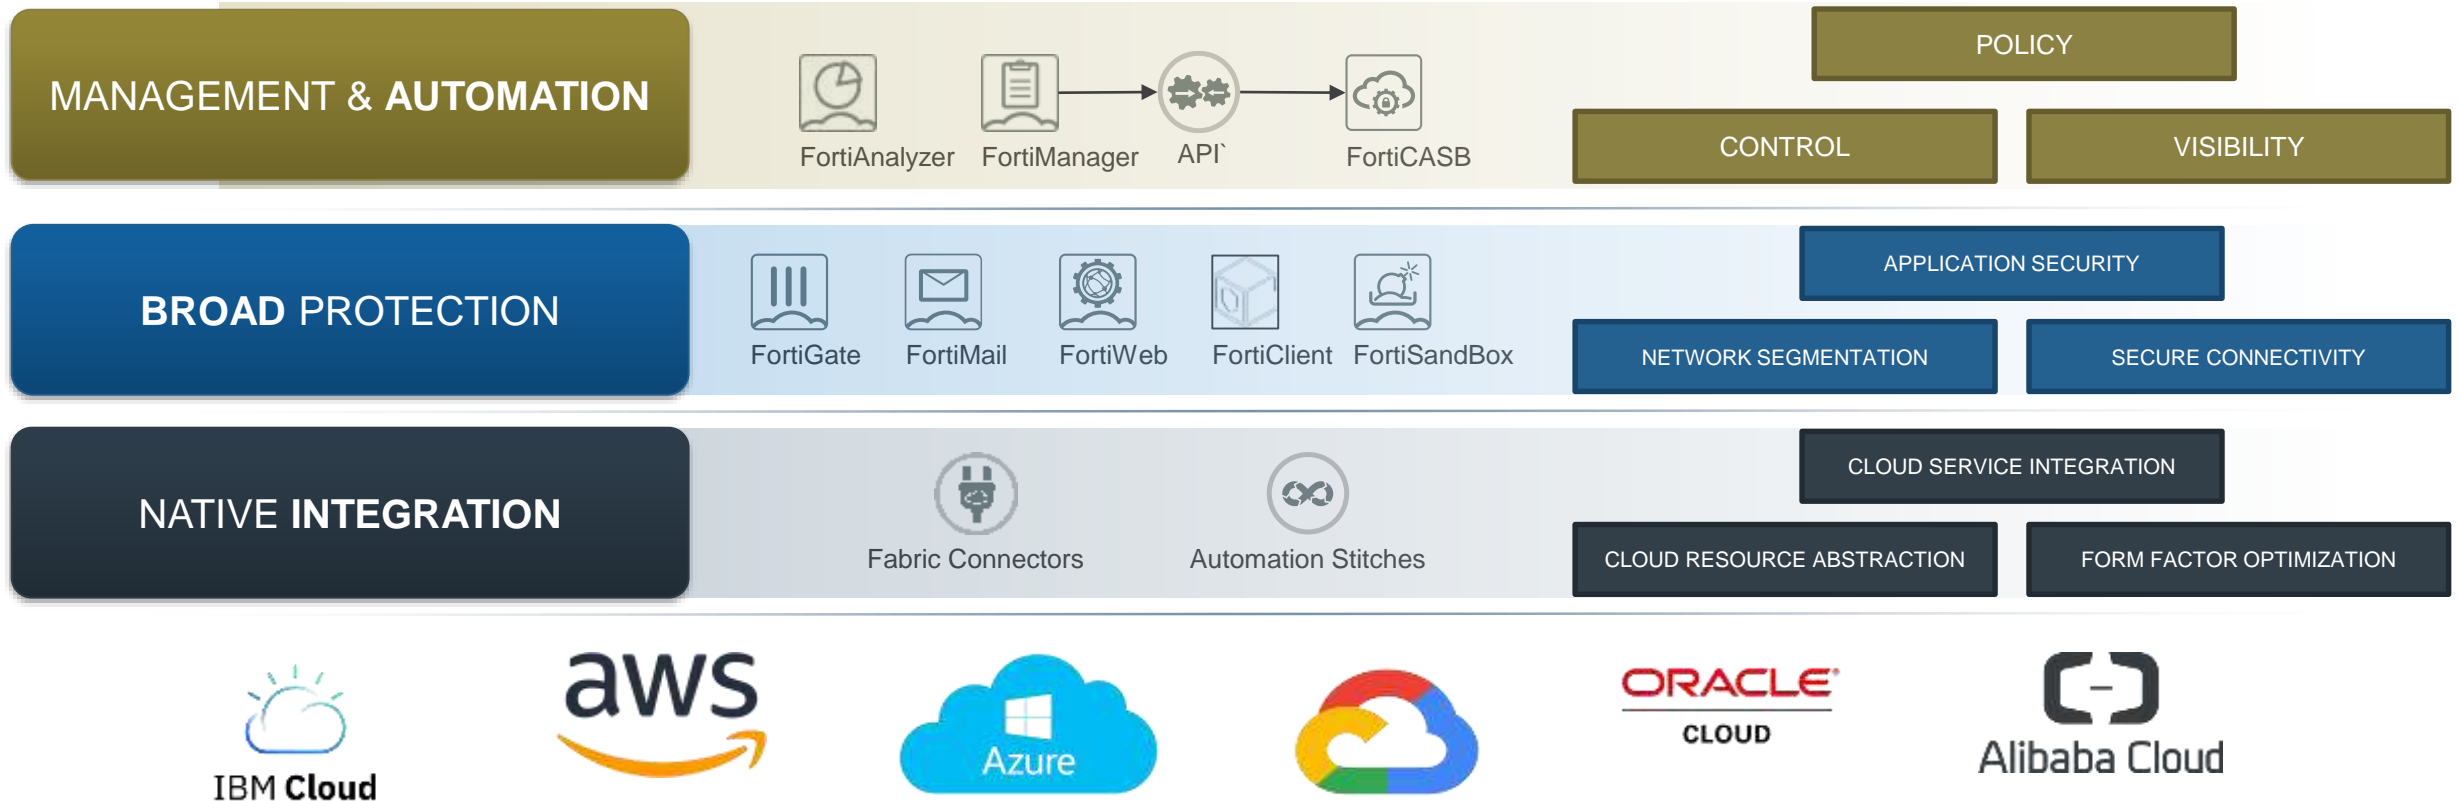 MANAGEMENT & AUTOMATION
FortiAnalyzer
FortiManager
API`
FortiCASB
POLICY
CONTROL
VISIBILITY
BROAD PROTECTION
FortiGate
FortiMail
FortiWeb
FortiClient
FortiSandBox
APPLICATION SECURITY
NETWORK SEGMENTATION
SECURE CONNECTIVITY
NATIVE INTEGRATION
Fabric Connectors
Automation Stitches
CLOUD SERVICE INTEGRATION
CLOUD RESOURCE ABSTRACTION
FORM FACTOR OPTIMIZATION
IBM Cloud
aws
Azure
ORACLE
CLOUD
Alibaba Cloud